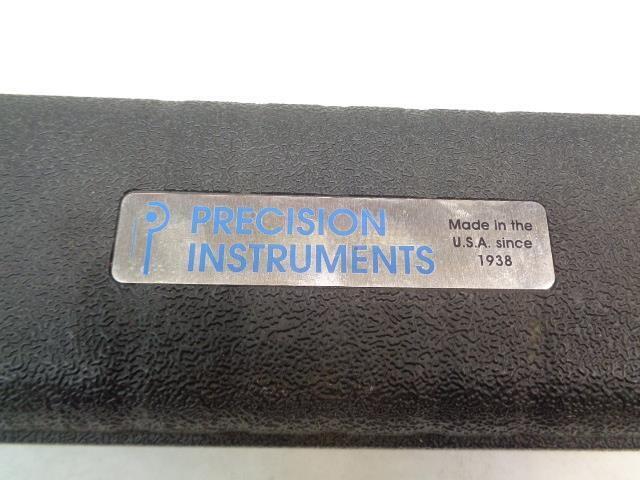 PRECISION
INSTRUMENTS
Made in the
U.S.A. since
1938